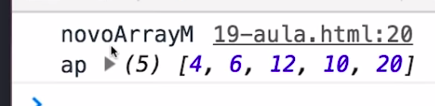 novoArrayM 19-aula.html:20
ap ▶ (5) [4, 6, 12, 10, 20]